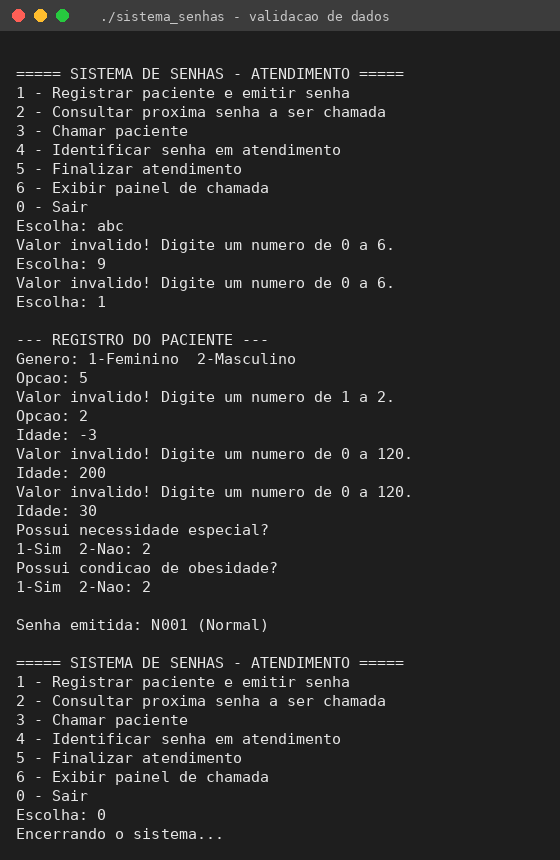 ./sistema_senhas - validacao de dados
===== SISTEMA DE SENHAS - ATENDIMENTO =====
1 - Registrar paciente e emitir senha
2 - Consultar proxima senha a ser chamada
3 - Chamar paciente
4 - Identificar senha em atendimento
5 - Finalizar atendimento
6 - Exibir painel de chamada
0 - Sair
Escolha: abc
Valor invalido! Digite um numero de 0 a 6.
Escolha: 9
Valor invalido! Digite um numero de 0 a 6.
Escolha: 1
--- REGISTRO DO PACIENTE ---
Genero: 1-Feminino  2-Masculino
Opcao: 5
Valor invalido! Digite um numero de 1 a 2.
Opcao: 2
Idade: -3
Valor invalido! Digite um numero de 0 a 120.
Idade: 200
Valor invalido! Digite um numero de 0 a 120.
Idade: 30
Possui necessidade especial?
1-Sim  2-Nao: 2
Possui condicao de obesidade?
1-Sim  2-Nao: 2
Senha emitida: N001 (Normal)
===== SISTEMA DE SENHAS - ATENDIMENTO =====
1 - Registrar paciente e emitir senha
2 - Consultar proxima senha a ser chamada
3 - Chamar paciente
4 - Identificar senha em atendimento
5 - Finalizar atendimento
6 - Exibir painel de chamada
0 - Sair
Escolha: 0
Encerrando o sistema...